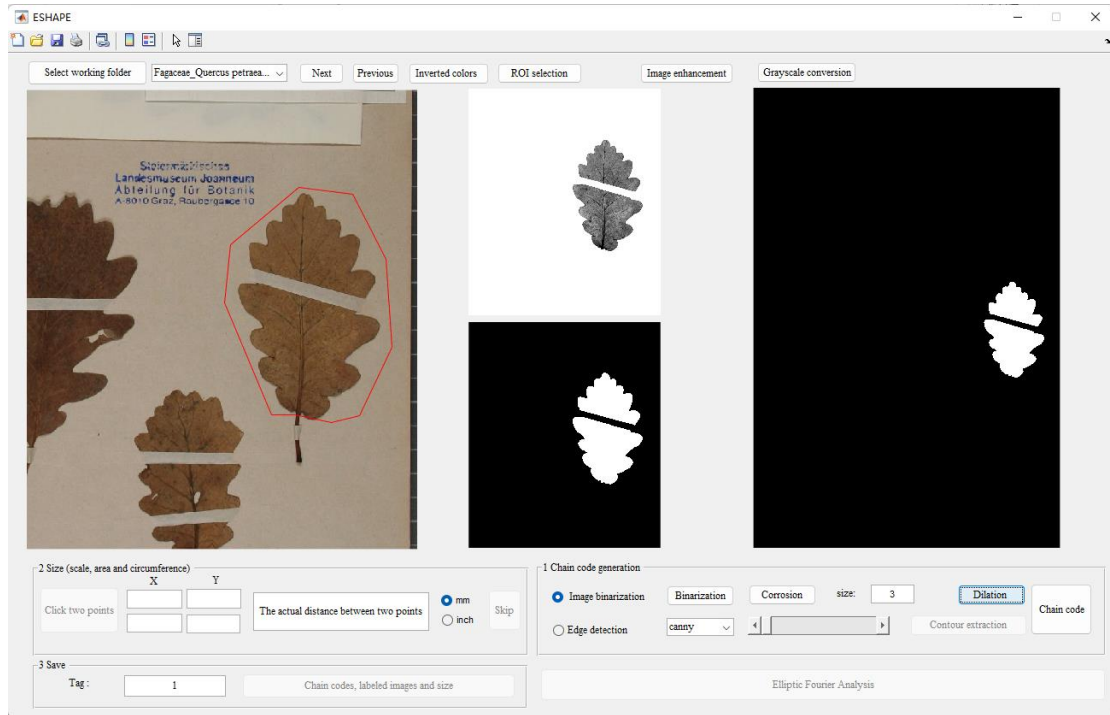 ESHAPE
Select working folder
Fagaceae_Quercus petraea...
Next
Previous
Inverted colors
ROI selection
Image enhancement
Grayscale conversion
Steiermärkisches
Landesmuseum Joanneum
Abteilung für Botanik
A-8010 Graz, Raubergasse 10
2 Size (scale, area and circumference)
X Y
Click two points
The actual distance between two points
mm
inch
Skip
1 Chain code generation
Image binarization
Binarization
Corrosion
size:
3
Dilation
Chain code
Edge detection
canny
Contour extraction
3 Save
Tag :
1
Chain codes, labeled images and size
Elliptic Fourier Analysis